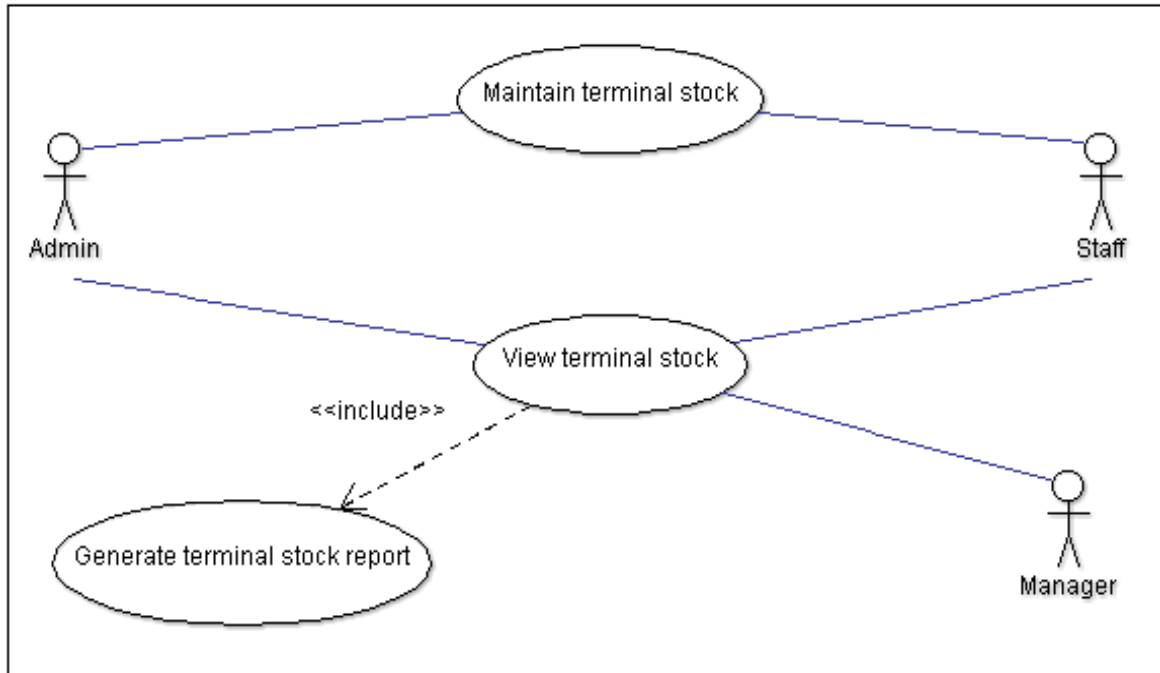 Maintain terminal stock
Admin
Staff
View terminal stock
<<include>>
Generate terminal stock report
Manager